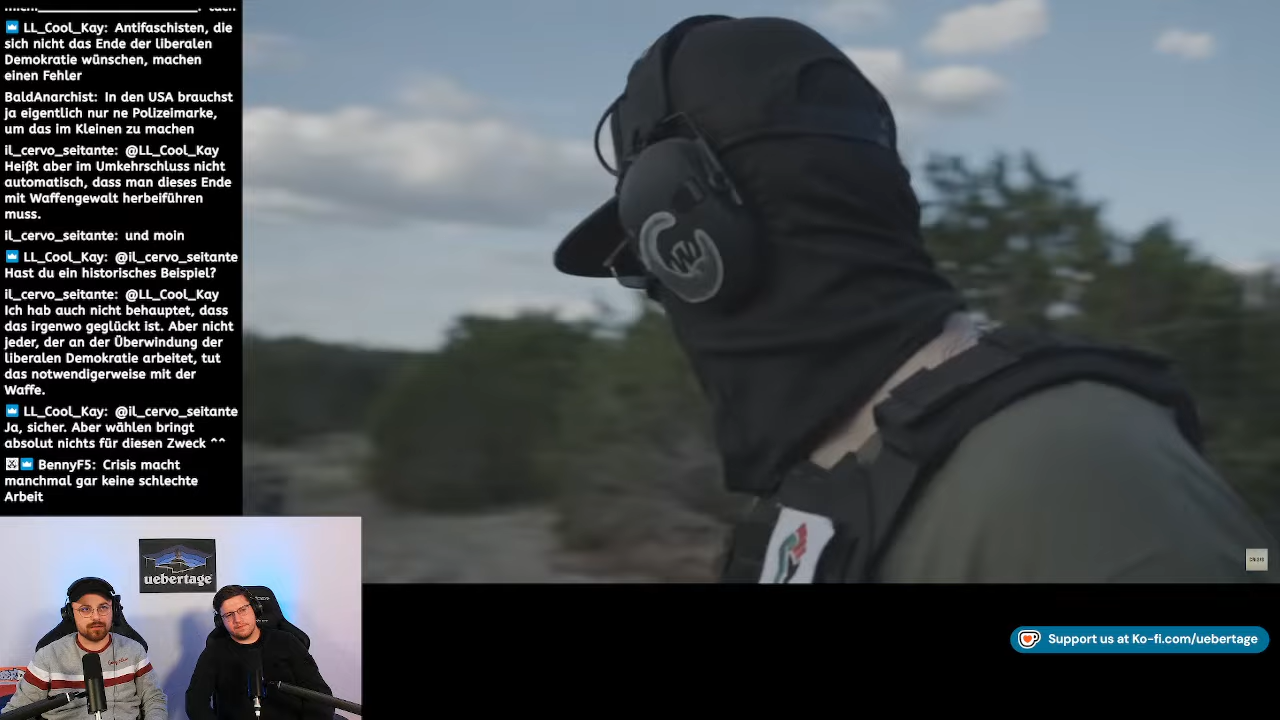 LL_Cool_Kay: Antifaschisten, die
sich nicht das Ende der liberalen
Demokratie wünschen, machen
einen Fehler
BaldAnarchist: In den USA brauchst
ja eigentlich nur ne Polizeimarke,
um das im Kleinen zu machen
il_cervo_seitante: @LL_Cool_Kay
Heißt aber im Umkehrschluss nicht
automatisch, dass man dieses Ende
mit Waffengewalt herbeiführen
muss.
il_cervo_seitante: und moin
LL_Cool_Kay: @il_cervo_seitante
Hast du ein historisches Beispiel?
il_cervo_seitante: @LL_Cool_Kay
Ich hab auch nicht behauptet, dass
das irgenwo geglückt ist. Aber nicht
jeder, der an der Überwindung der
liberalen Demokratie arbeitet, tut
das notwendigerweise mit der
Waffe.
LL_Cool_Kay: @il_cervo_seitante
Ja, sicher. Aber wählen bringt
absolut nichts für diesen Zweck ^^
BennyF5: Crisis macht
manchmal gar keine schlechte
Arbeit
uebertage
CRISIS
Support us at Ko-fi.com/uebertage